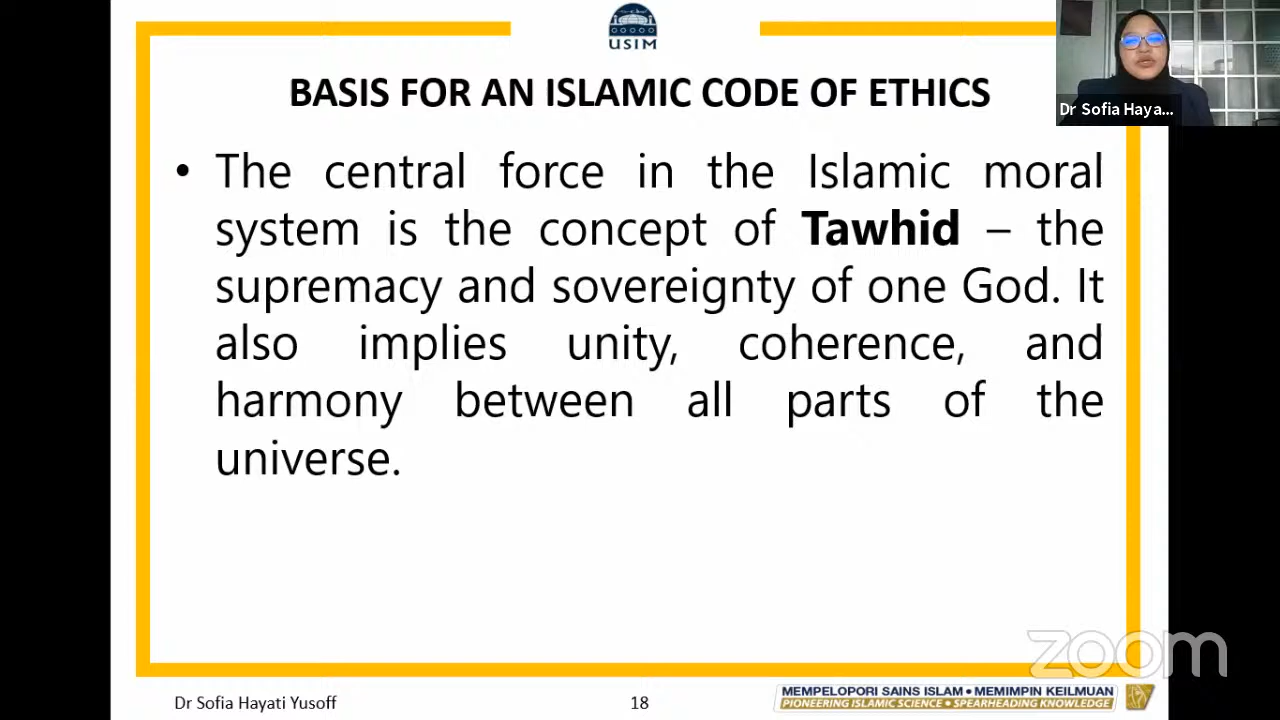 USIM
BASIS FOR AN ISLAMIC CODE OF ETHICS
Dr Sofia Haya...
• The central force in the Islamic moral
system is the concept of Tawhid – the
supremacy and sovereignty of one God. It
also implies unity, coherence, and
harmony between all parts of the
universe.
zoom
Dr Sofia Hayati Yusoff
18
MEMPELOPORI SAINS ISLAM • MEMIMPIN KEILMUAN
PIONEERING ISLAMIC SCIENCE • SPEARHEADING KNOWLEDGE